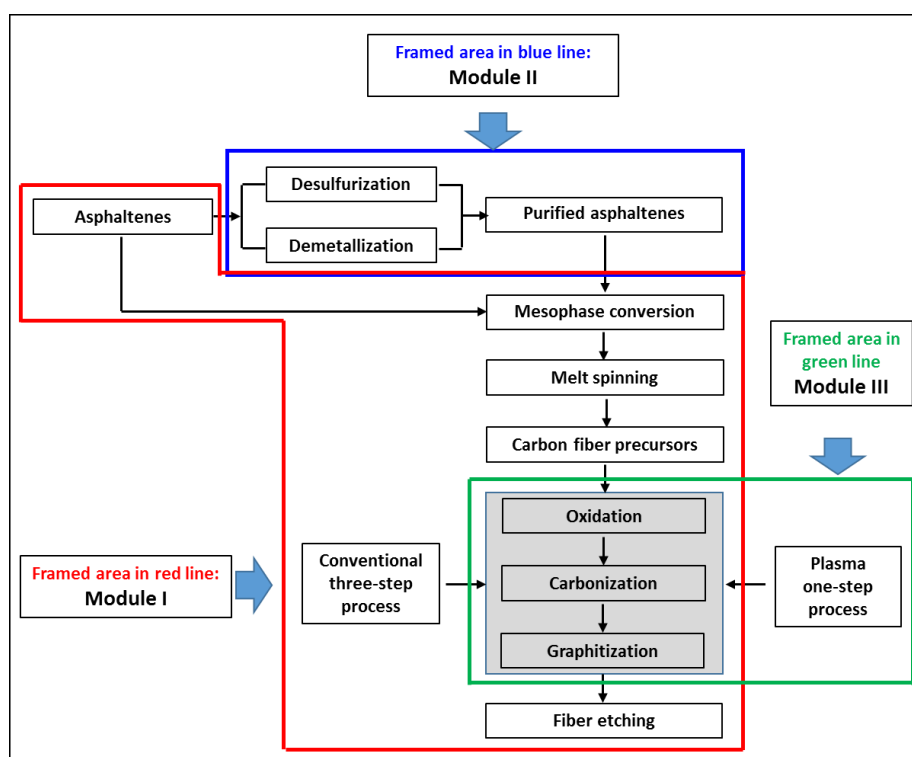 Framed area in blue line:
Module II
Desulfurization
Asphaltenes
Purified asphaltenes
Demetallization
Mesophase conversion
Framed area in
green line
Module III
Melt spinning
Carbon fiber precursors
Oxidation
Framed area in red line:
Module I
Conventional
three-step
process
Carbonization
Plasma
one-step
process
Graphitization
Fiber etching